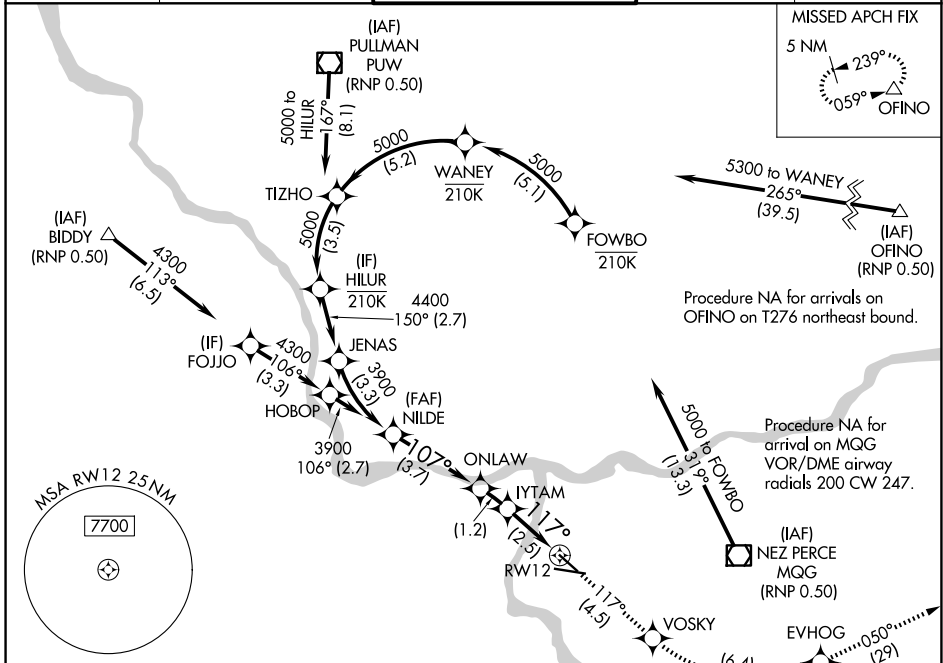 (IAF)
PULLMAN
PUW
(RNP 0.50)
MISSED APCH FIX
5 NM
239°
059°
OFINO
5000 to
HILUR
167°
(8.1)
5000
(5.2)
WANEY
210K
5000
(5.1)
FOWBO
210K
TIZHO
5000
(3.5)
5300 to WANEY
265°
(39.5)
(IAF)
OFINO
(RNP 0.50)
Procedure NA for arrivals on
OFINO on T276 northeast bound.
(IAF)
BIDDY
(RNP 0.50)
4300
113°
(6.5)
(IF)
HILUR
210K
4400
150° (2.7)
JENAS
(IF)
FOJJO
4300
106°
(3.3)
3900
(3.3)
HOBOP
3900
106° (2.7)
(FAF)
NILDE
107°
(3.7)
ONLAW
(1.2)
IYTAM
117°
(2.5)
RW12
5000 to FOWBO
319°
(13.3)
Procedure NA for
arrival on MQG
VOR/DME airway
radials 200 CW 247.
(IAF)
NEZ PERCE
MQG
(RNP 0.50)
MSA RW12 25 NM
7700
117°
(4.5)
VOSKY
(6.4)
EVHOG
050°
(29)